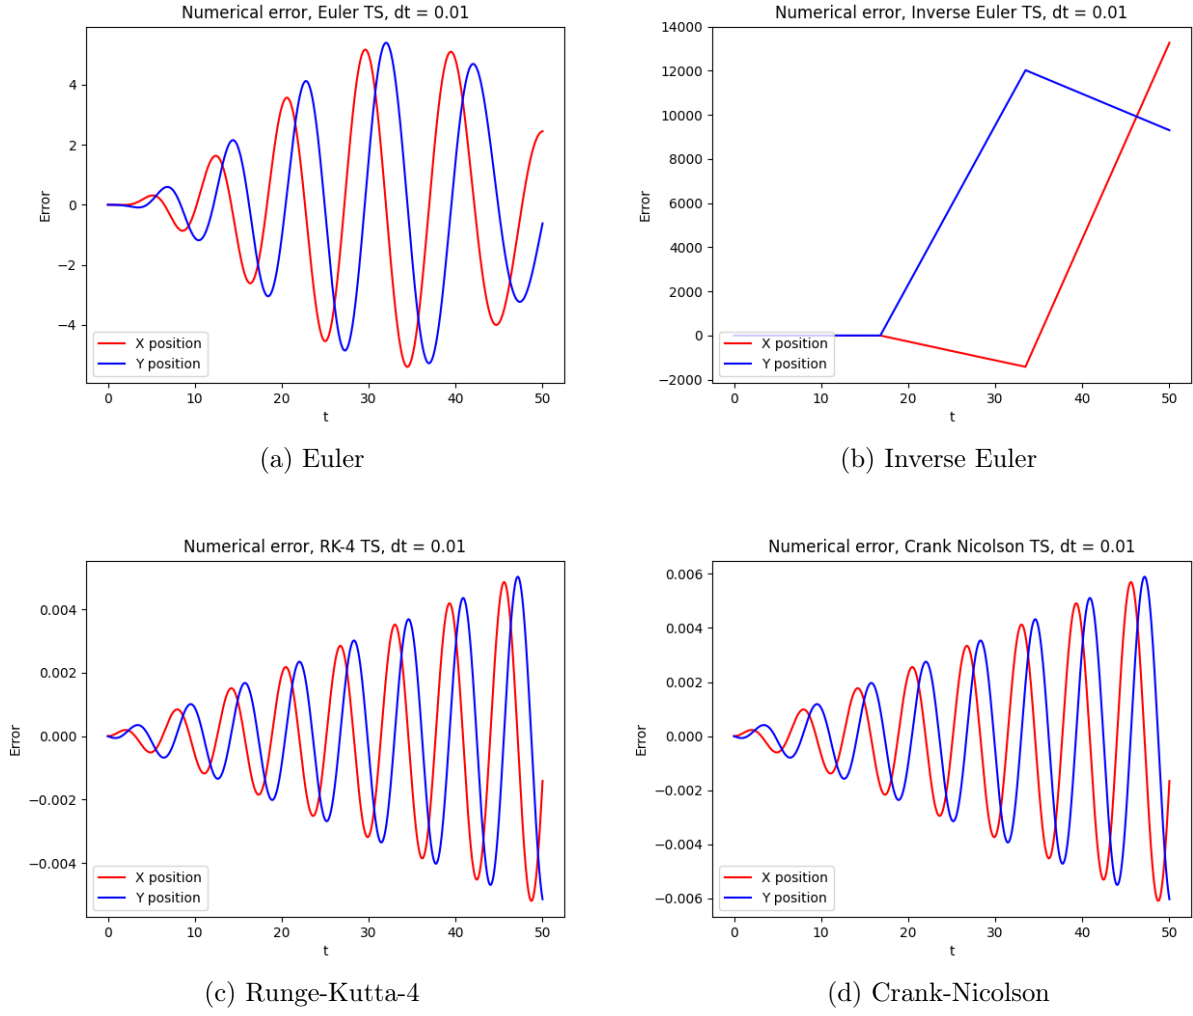 Numerical error, Euler TS, dt = 0.01
Error
4
2
0
−2
−4
X position
Y position
0 10 20 30 40 50
t
(a) Euler
Numerical error, Inverse Euler TS, dt = 0.01
Error
14000
12000
10000
8000
6000
4000
2000
0
−2000
X position
Y position
0 10 20 30 40 50
t
(b) Inverse Euler
Numerical error, RK-4 TS, dt = 0.01
Error
0.004
0.002
0.000
−0.002
−0.004
X position
Y position
0 10 20 30 40 50
t
(c) Runge-Kutta-4
Numerical error, Crank Nicolson TS, dt = 0.01
Error
0.006
0.004
0.002
0.000
−0.002
−0.004
−0.006
X position
Y position
0 10 20 30 40 50
t
(d) Crank-Nicolson